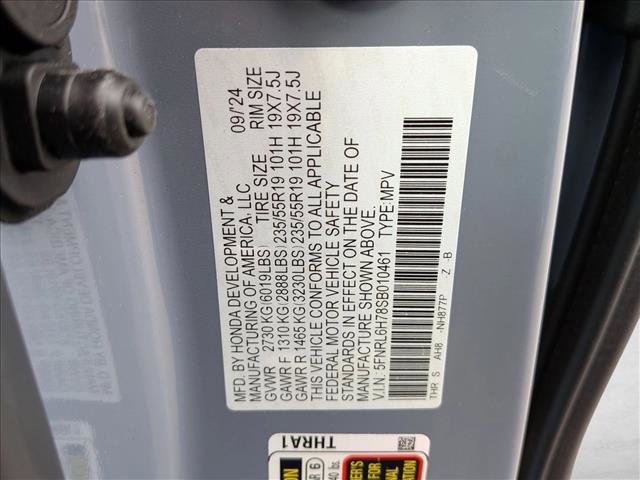 MFD. BY HONDA DEVELOPMENT & 09/'24
MANUFACTURING OF AMERICA, LLC
GVWR 2730 KG(6019LBS) TIRE SIZE RIM SIZE
GAWR F 1310 KG(2888LBS)235/55R19 101H 19X7.5J
GAWR R 1465 KG(3230LBS)235/55R19 101H 19X7.5J
THIS VEHICLE CONFORMS TO ALL APPLICABLE
FEDERAL MOTOR VEHICLE SAFETY
STANDARDS IN EFFECT ON THE DATE OF
MANUFACTURE SHOWN ABOVE.
V.I.N.: 5FNRL6H78SB010461 TYPE:MPV
THR S AH8 -NH877P Z -B
THRA1